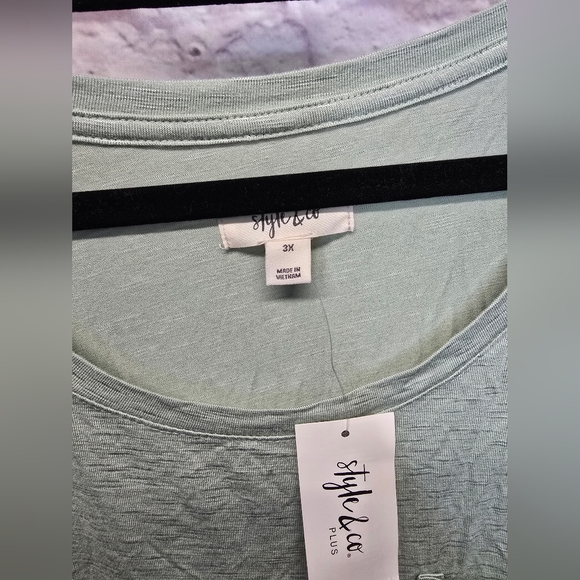 style & co
3X
MADE IN
VIETNAM
style & co®
PLUS